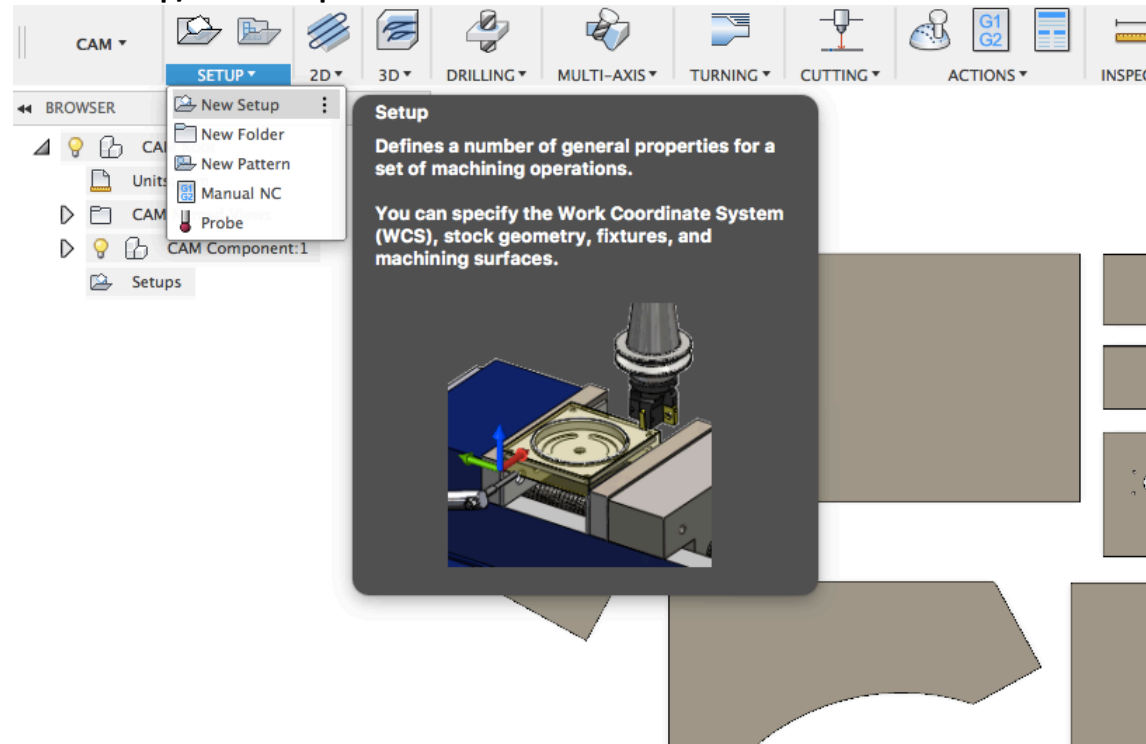 CAM
SETUP
2D
3D
DRILLING
MULTI-AXIS
TURNING
CUTTING
G1
G2
ACTIONS
BROWSER
New Setup
New Folder
New Pattern
G1
G2
Manual NC
Probe
Units
CAM
CAM Component:1
Setups
Setup
Defines a number of general properties for a
set of machining operations.
You can specify the Work Coordinate System
(WCS), stock geometry, fixtures, and
machining surfaces.